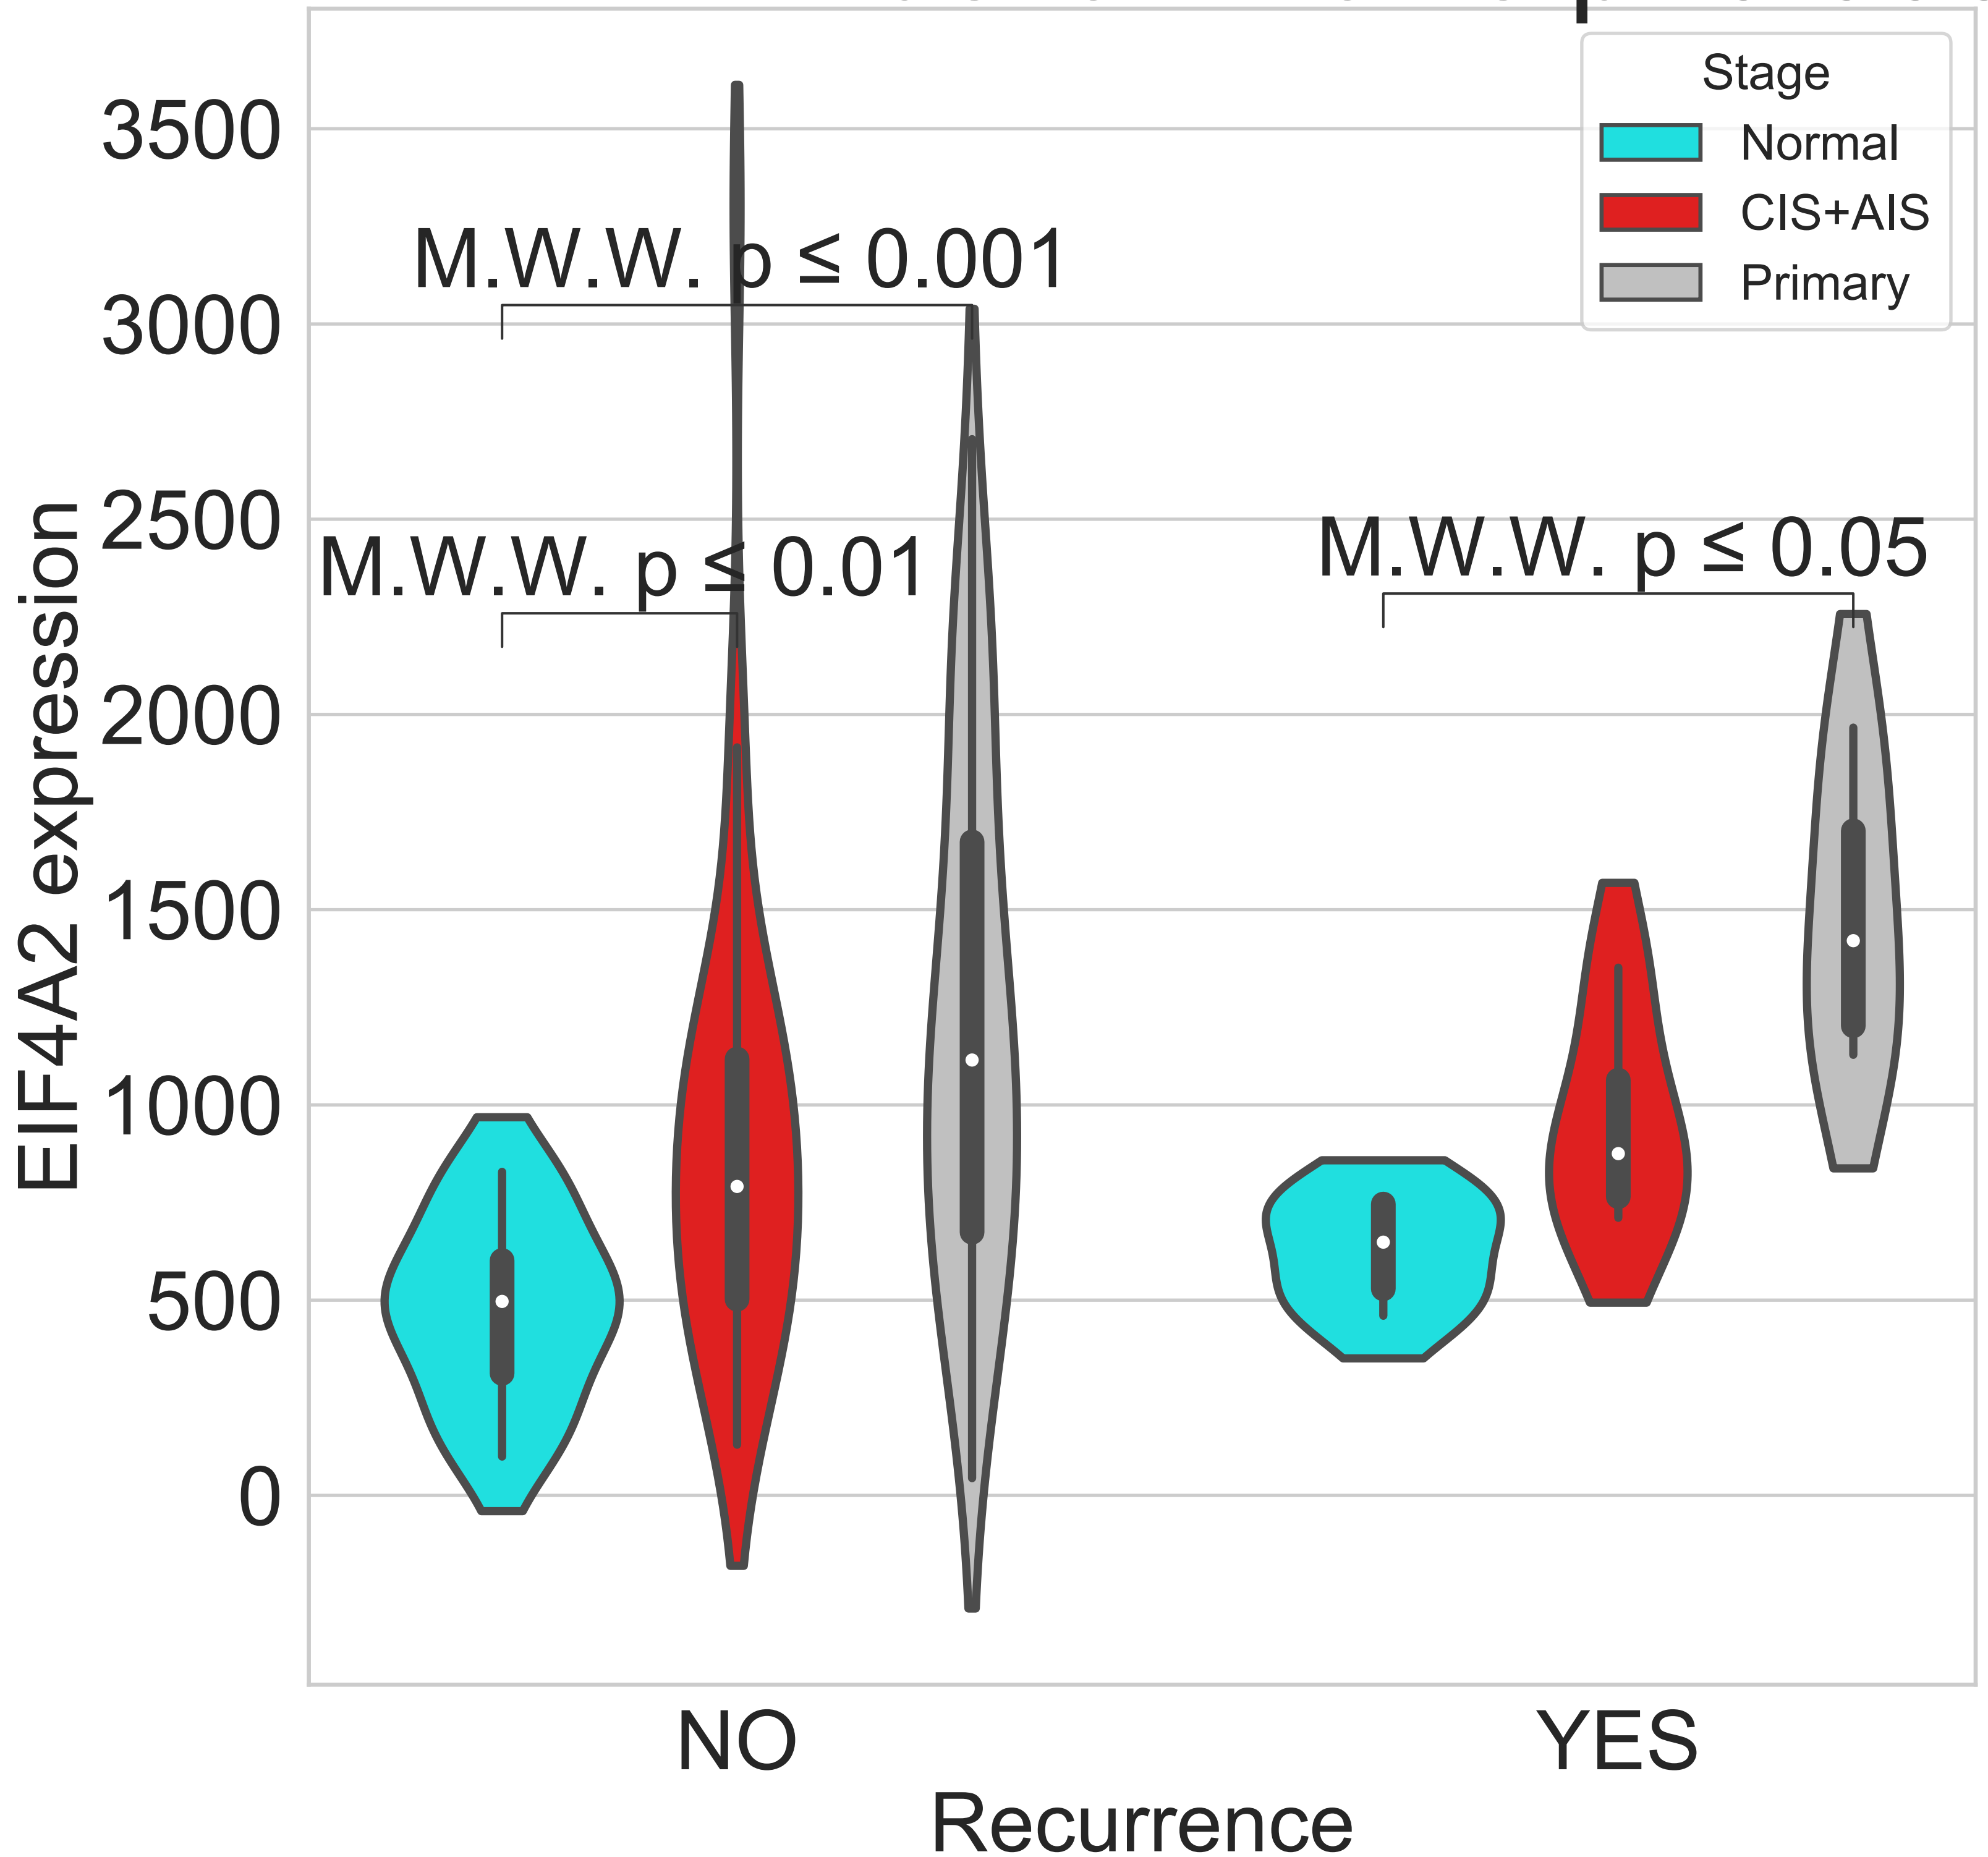 Stage
Normal
CIS+AIS
Primary
3500
3000
2500
2000
1500
1000
500
0
EIF4A2 expression
M.W.W. p ≤ 0.001
M.W.W. p ≤ 0.01
M.W.W. p ≤ 0.05
NO
YES
Recurrence